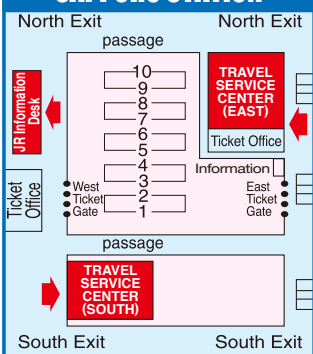 North Exit North Exit
passage
JR Information
Desk
10
9
8
7
6
5
4
3
2
1
TRAVEL
SERVICE
CENTER
(EAST)
Ticket Office
Information
Ticket
Office
West
Ticket
Gate
East
Ticket
Gate
passage
TRAVEL
SERVICE
CENTER
(SOUTH)
South Exit South Exit